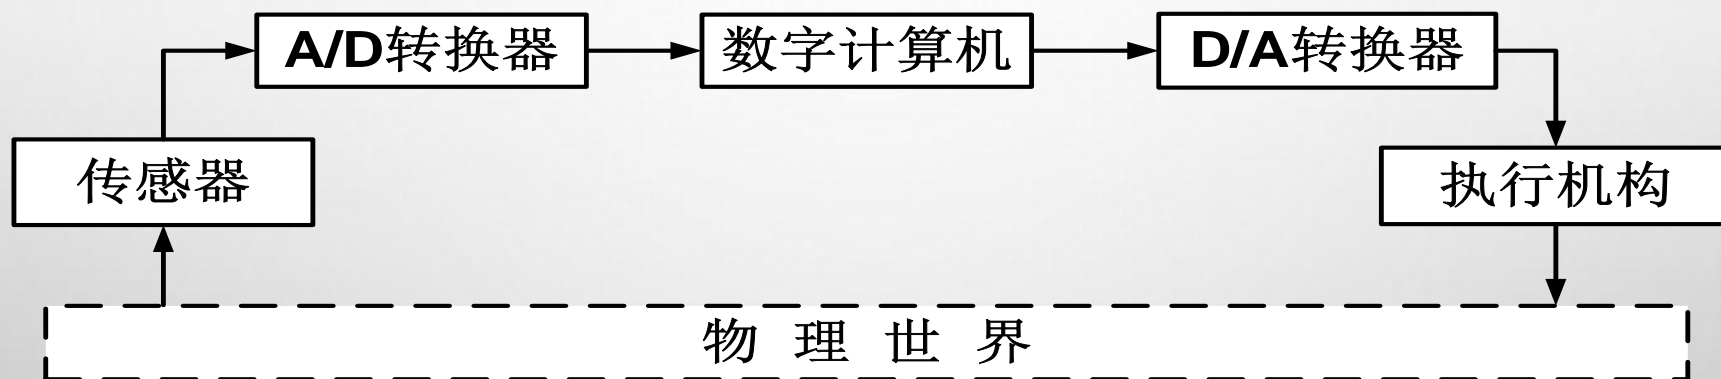 A/D转换器
数字计算机
D/A转换器
传感器
执行机构
物 理 世 界